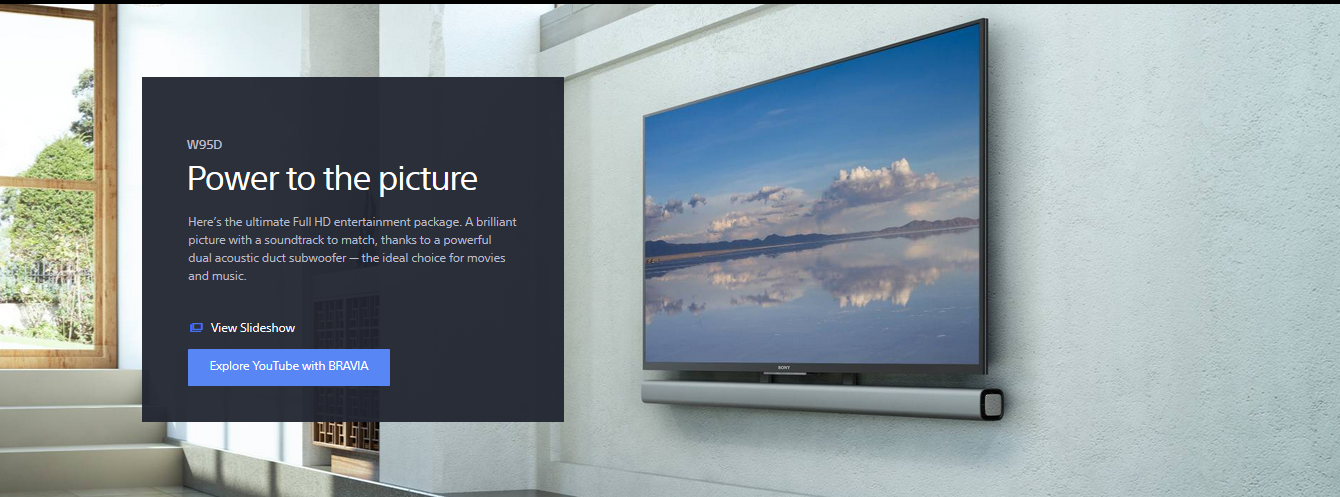 W95D
Power to the picture
Here's the ultimate Full HD entertainment package. A brilliant
picture with a soundtrack to match, thanks to a powerful
dual acoustic duct subwoofer — the ideal choice for movies
and music.
View Slideshow
Explore YouTube with BRAVIA
SONY